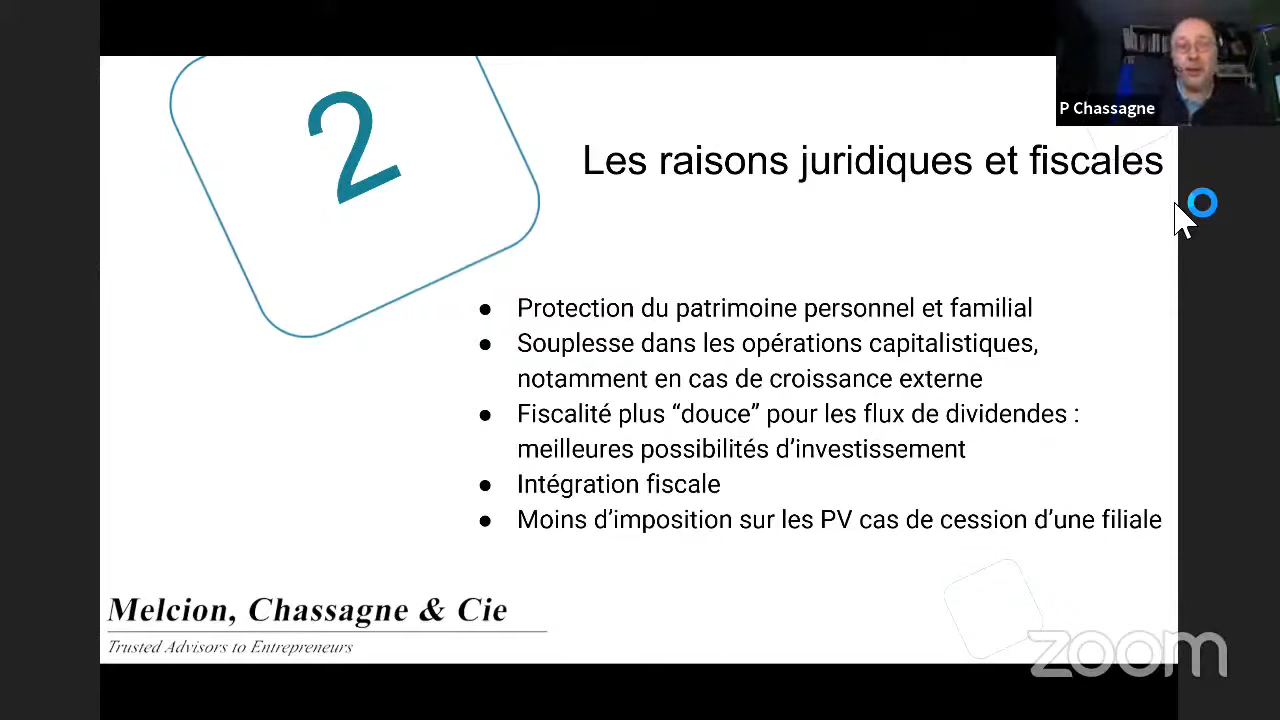 P Chassagne
2
Les raisons juridiques et fiscales
● Protection du patrimoine personnel et familial
● Souplesse dans les opérations capitalistiques,
notamment en cas de croissance externe
● Fiscalité plus “douce” pour les flux de dividendes :
meilleures possibilités d’investissement
● Intégration fiscale
● Moins d’imposition sur les PV cas de cession d’une filiale
Melcion, Chassagne & Cie
Trusted Advisors to Entrepreneurs
zoom